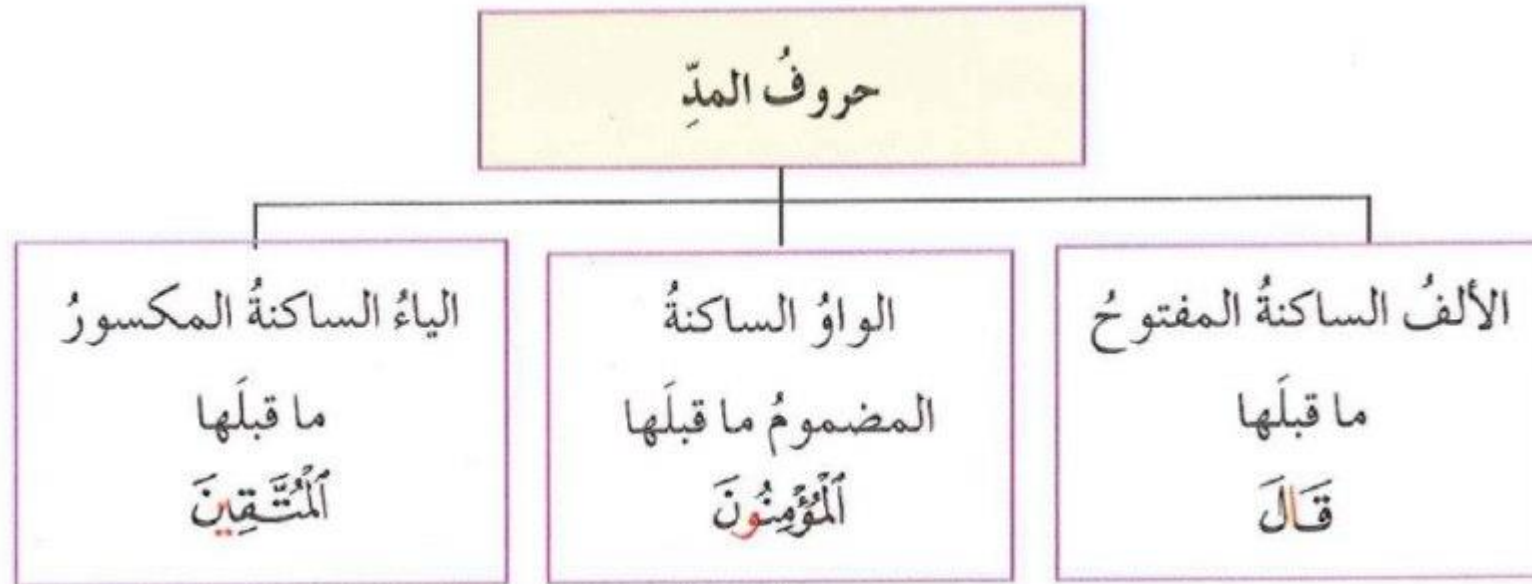 حروفُ المدِّ
الألفُ الساكنةُ المفتوحُ
ما قبلَها
قَالَ
الواوُ الساكنةُ
المضمومُ ما قبلَها
ٱلْمُؤْمِنُونَ
الياءُ الساكنةُ المكسورُ
ما قبلَها
ٱلْمُتَّقِينَ